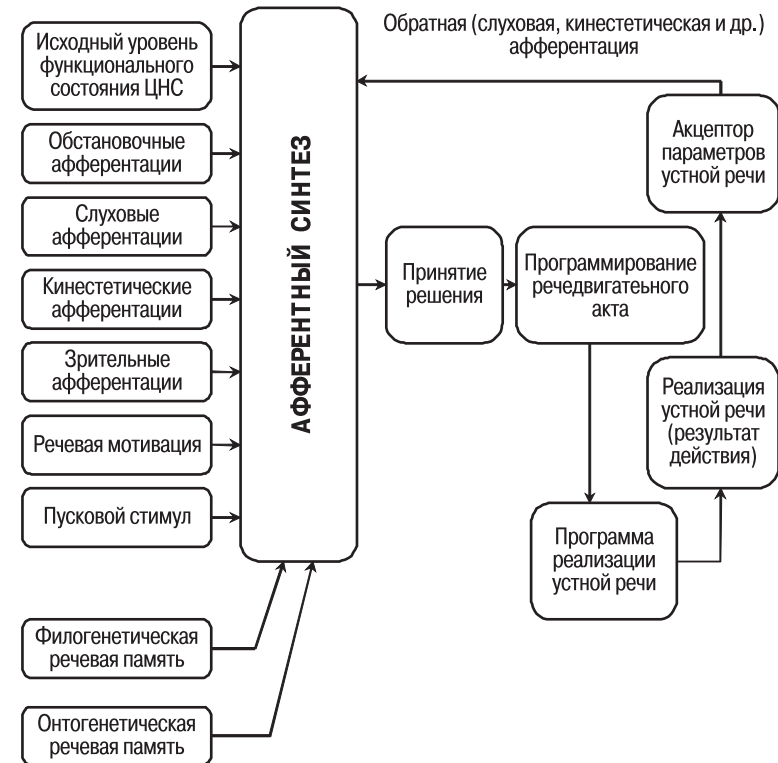 Исходный уровень
функционального
состояния ЦНС
Обстановочные
афферентации
Слуховые
афферентации
Кинестетические
афферентации
Зрительные
афферентации
Речевая мотивация
Пусковой стимул
Филогенетическая
речевая память
Онтогенетическая
речевая память
АФФЕРЕНТНЫЙ СИНТЕЗ
Обратная (слуховая, кинестетическая и др.)
афферентация
Принятие
решения
Программирование
речедвигатеьного
акта
Программа
реализации
устной речи
Реализация
устной речи
(результат
действия)
Акцептор
параметров
устной речи